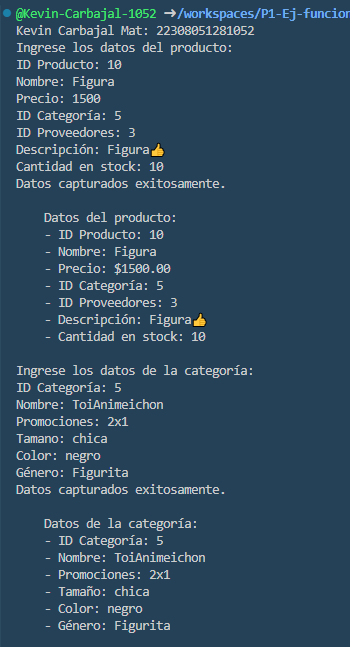 @Kevin-Carbajal-1052 ➜/workspaces/P1-Ej-funcion
Kevin Carbajal Mat: 22308051281052
Ingrese los datos del producto:
ID Producto: 10
Nombre: Figura
Precio: 1500
ID Categoría: 5
ID Proveedores: 3
Descripción: Figura👍
Cantidad en stock: 10
Datos capturados exitosamente.
Datos del producto:
- ID Producto: 10
- Nombre: Figura
- Precio: $1500.00
- ID Categoría: 5
- ID Proveedores: 3
- Descripción: Figura👍
- Cantidad en stock: 10
Ingrese los datos de la categoría:
ID Categoría: 5
Nombre: ToiAnimeichon
Promociones: 2x1
Tamano: chica
Color: negro
Género: Figurita
Datos capturados exitosamente.
Datos de la categoría:
- ID Categoría: 5
- Nombre: ToiAnimeichon
- Promociones: 2x1
- Tamaño: chica
- Color: negro
- Género: Figurita